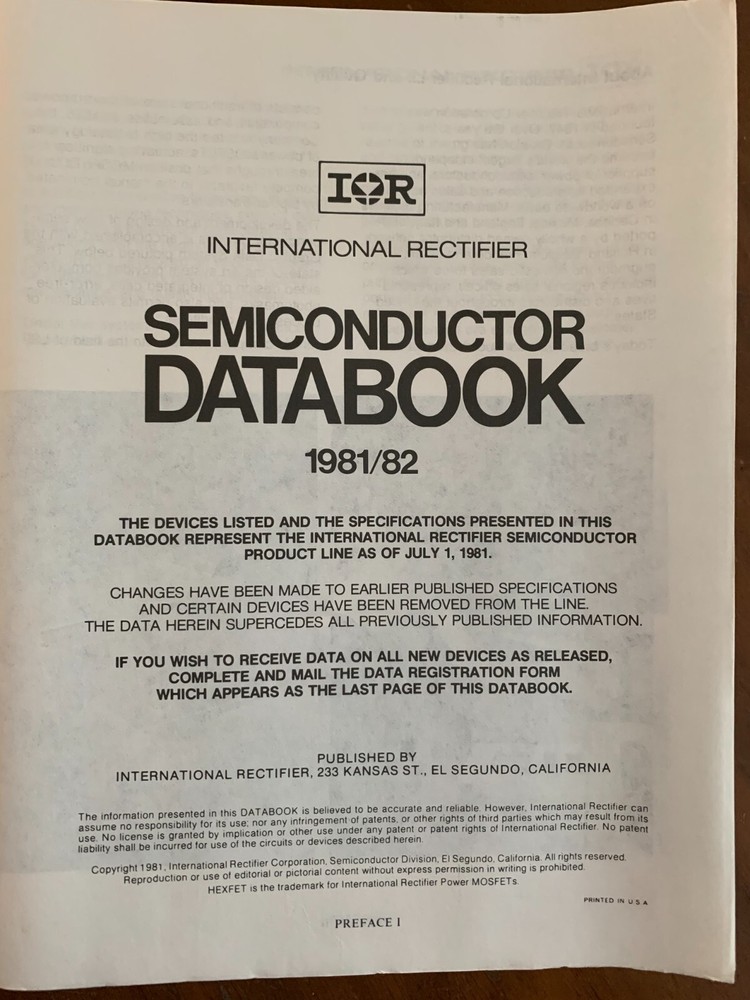 IOR
INTERNATIONAL RECTIFIER
SEMICONDUCTOR
DATABOOK
1981/82
THE DEVICES LISTED AND THE SPECIFICATIONS PRESENTED IN THIS
DATABOOK REPRESENT THE INTERNATIONAL RECTIFIER SEMICONDUCTOR
PRODUCT LINE AS OF JULY 1, 1981.
CHANGES HAVE BEEN MADE TO EARLIER PUBLISHED SPECIFICATIONS
AND CERTAIN DEVICES HAVE BEEN REMOVED FROM THE LINE.
THE DATA HEREIN SUPERCEDES ALL PREVIOUSLY PUBLISHED INFORMATION.
IF YOU WISH TO RECEIVE DATA ON ALL NEW DEVICES AS RELEASED,
COMPLETE AND MAIL THE DATA REGISTRATION FORM
WHICH APPEARS AS THE LAST PAGE OF THIS DATABOOK.
PUBLISHED BY
INTERNATIONAL RECTIFIER, 233 KANSAS ST., EL SEGUNDO, CALIFORNIA
The information presented in this DATABOOK is believed to be accurate and reliable. However, International Rectifier can
assume no responsibility for its use; nor any infringement of patents, or other rights of third parties which may result from its
use. No license is granted by implication or other use under any patent or patent rights of International Rectifier. No patent
liability shall be incurred for use of the circuits or devices described herein.
Copyright 1981, International Rectifier Corporation, Semiconductor Division, El Segundo, California. All rights reserved.
Reproduction or use of editorial or pictorial content without express permission in writing is prohibited.
HEXFET is the trademark for International Rectifier Power MOSFETs.
PRINTED IN U.S.A
PREFACE I